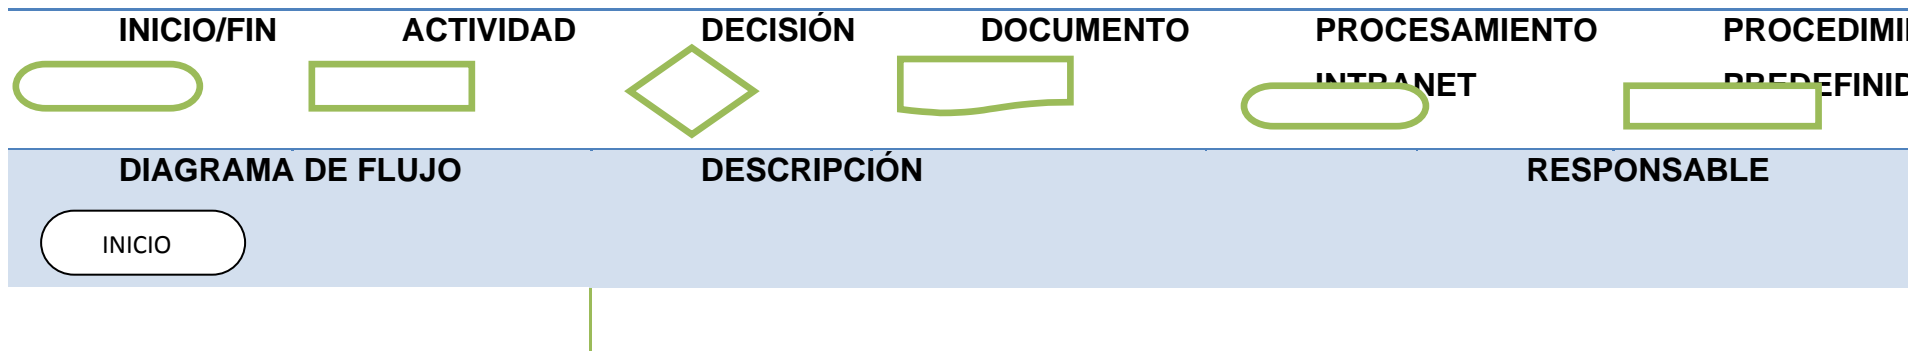 INICIO/FIN ACTIVIDAD DECISIÓN DOCUMENTO PROCESAMIENTO
INTRANET
DIAGRAMA DE FLUJO DESCRIPCIÓN RESPONSABLE
INICIO